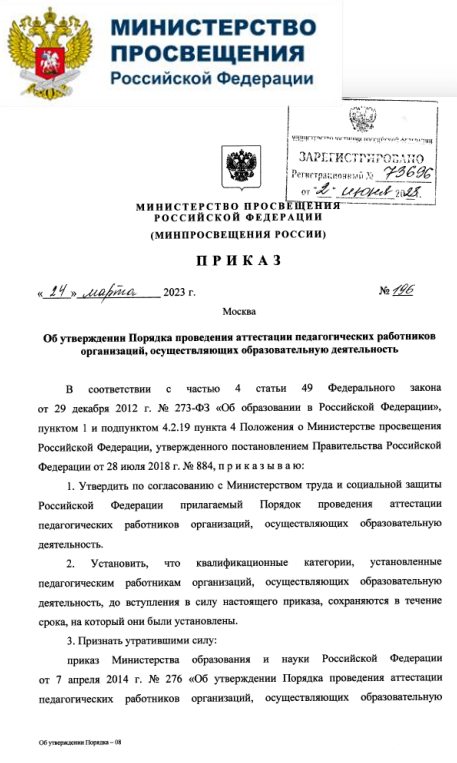 МИНИСТЕРСТВО
ПРОСВЕЩЕНИЯ
Российской Федерации
ЗАРЕГИСТРИРОВАНО
Регистрационный № 73696
от "2" июня 2023.
МИНИСТЕРСТВО ПРОСВЕЩЕНИЯ
РОССИЙСКОЙ ФЕДЕРАЦИИ
(МИНПРОСВЕЩЕНИЯ РОССИИ)
ПРИКАЗ
«24» марта 2023 г. № 196
Москва
Об утверждении Порядка проведения аттестации педагогических работников
организаций, осуществляющих образовательную деятельность
В соответствии с частью 4 статьи 49 Федерального закона
от 29 декабря 2012 г. № 273-ФЗ «Об образовании в Российской Федерации»,
пунктом 1 и подпунктом 4.2.19 пункта 4 Положения о Министерстве просвещения
Российской Федерации, утвержденного постановлением Правительства Российской
Федерации от 28 июля 2018 г. № 884, п р и к а з ы в а ю:
1. Утвердить по согласованию с Министерством труда и социальной защиты
Российской Федерации прилагаемый Порядок проведения аттестации
педагогических работников организаций, осуществляющих образовательную
деятельность.
2. Установить, что квалификационные категории, установленные
педагогическим работникам организаций, осуществляющих образовательную
деятельность, до вступления в силу настоящего приказа, сохраняются в течение
срока, на который они были установлены.
3. Признать утратившими силу:
приказ Министерства образования и науки Российской Федерации
от 7 апреля 2014 г. № 276 «Об утверждении Порядка проведения аттестации
педагогических работников организаций, осуществляющих образовательную
Об утверждении Порядка – 08